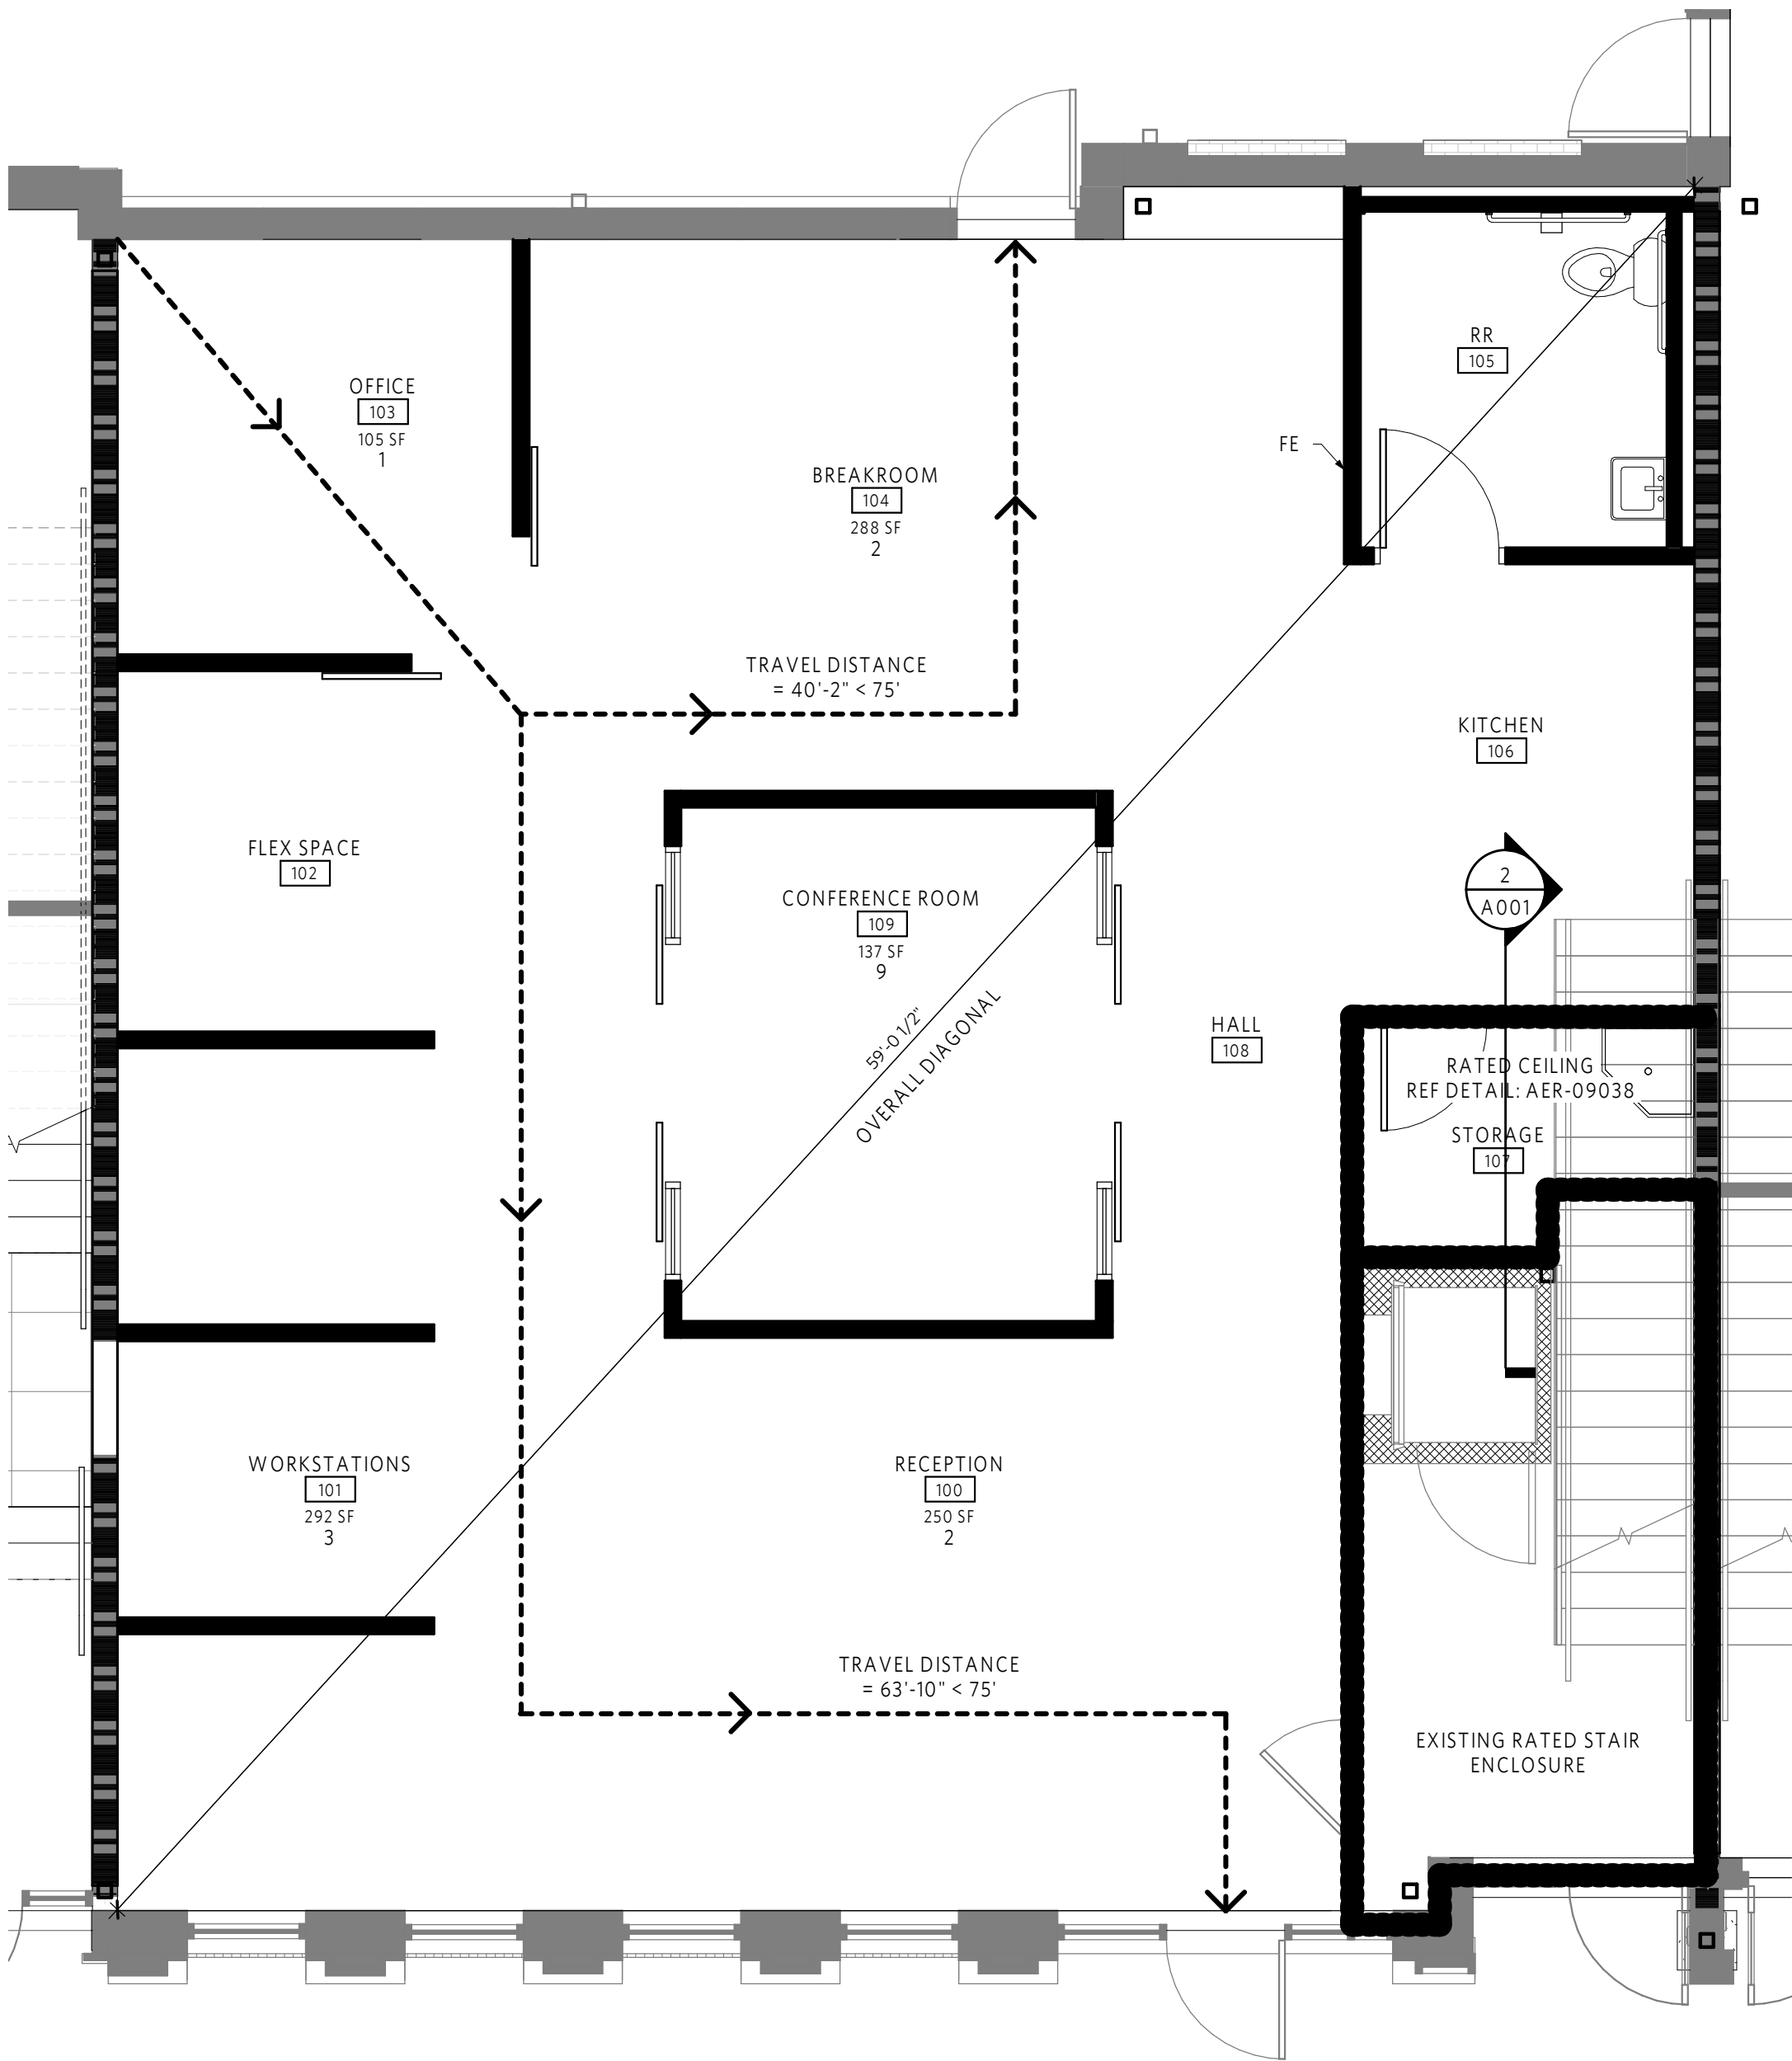 OFFICE
103
105 SF
1
BREAKROOM
104
288 SF
2
RR
105
FE
TRAVEL DISTANCE
= 40'-2" < 75'
KITCHEN
106
FLEX SPACE
102
CONFERENCE ROOM
109
137 SF
9
2
A001
59'-0 1/2"
OVERALL DIAGONAL
HALL
108
RATED CEILING
REF DETAIL: AER-09038
STORAGE
107
WORKSTATIONS
101
292 SF
3
RECEPTION
100
250 SF
2
TRAVEL DISTANCE
= 63'-10" < 75'
EXISTING RATED STAIR
ENCLOSURE